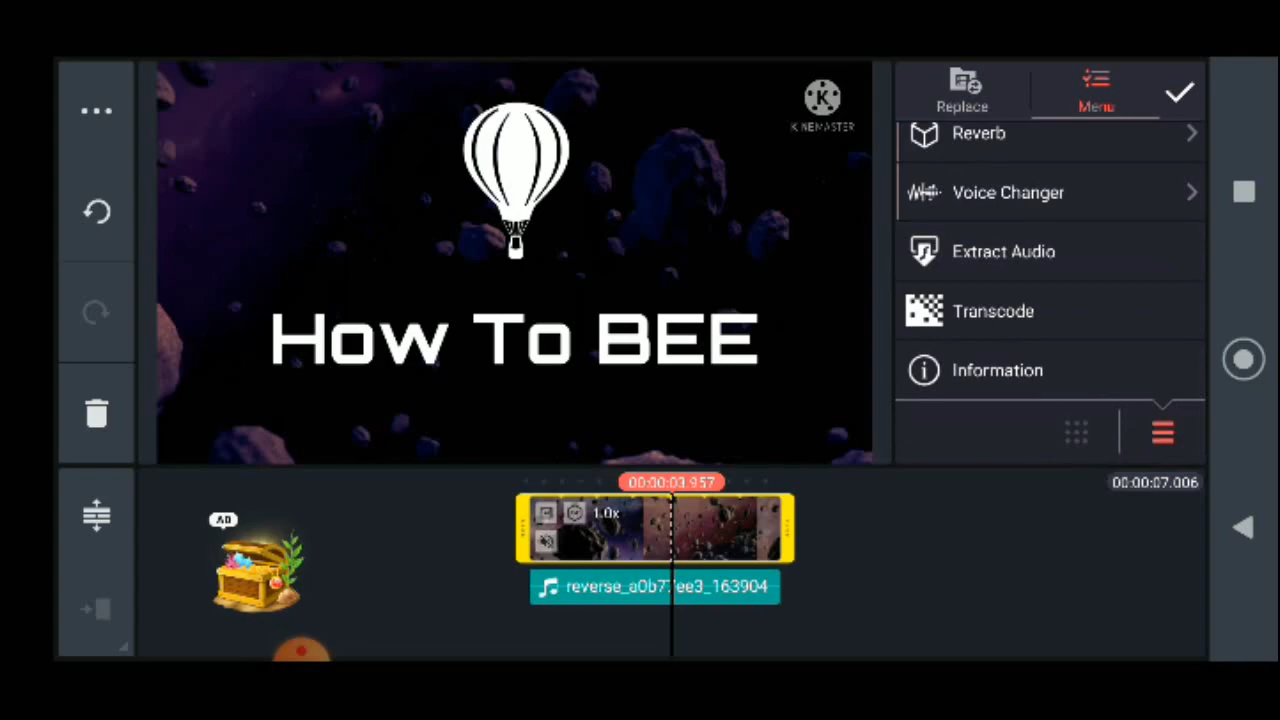 K
KINEMASTER
How To BEE
Replace
Menu
Reverb
Voice Changer
Extract Audio
Transcode
Information
00:00:03.957
00:00:07.006
AD
1.0x
reverse_a0b77ee3_163904